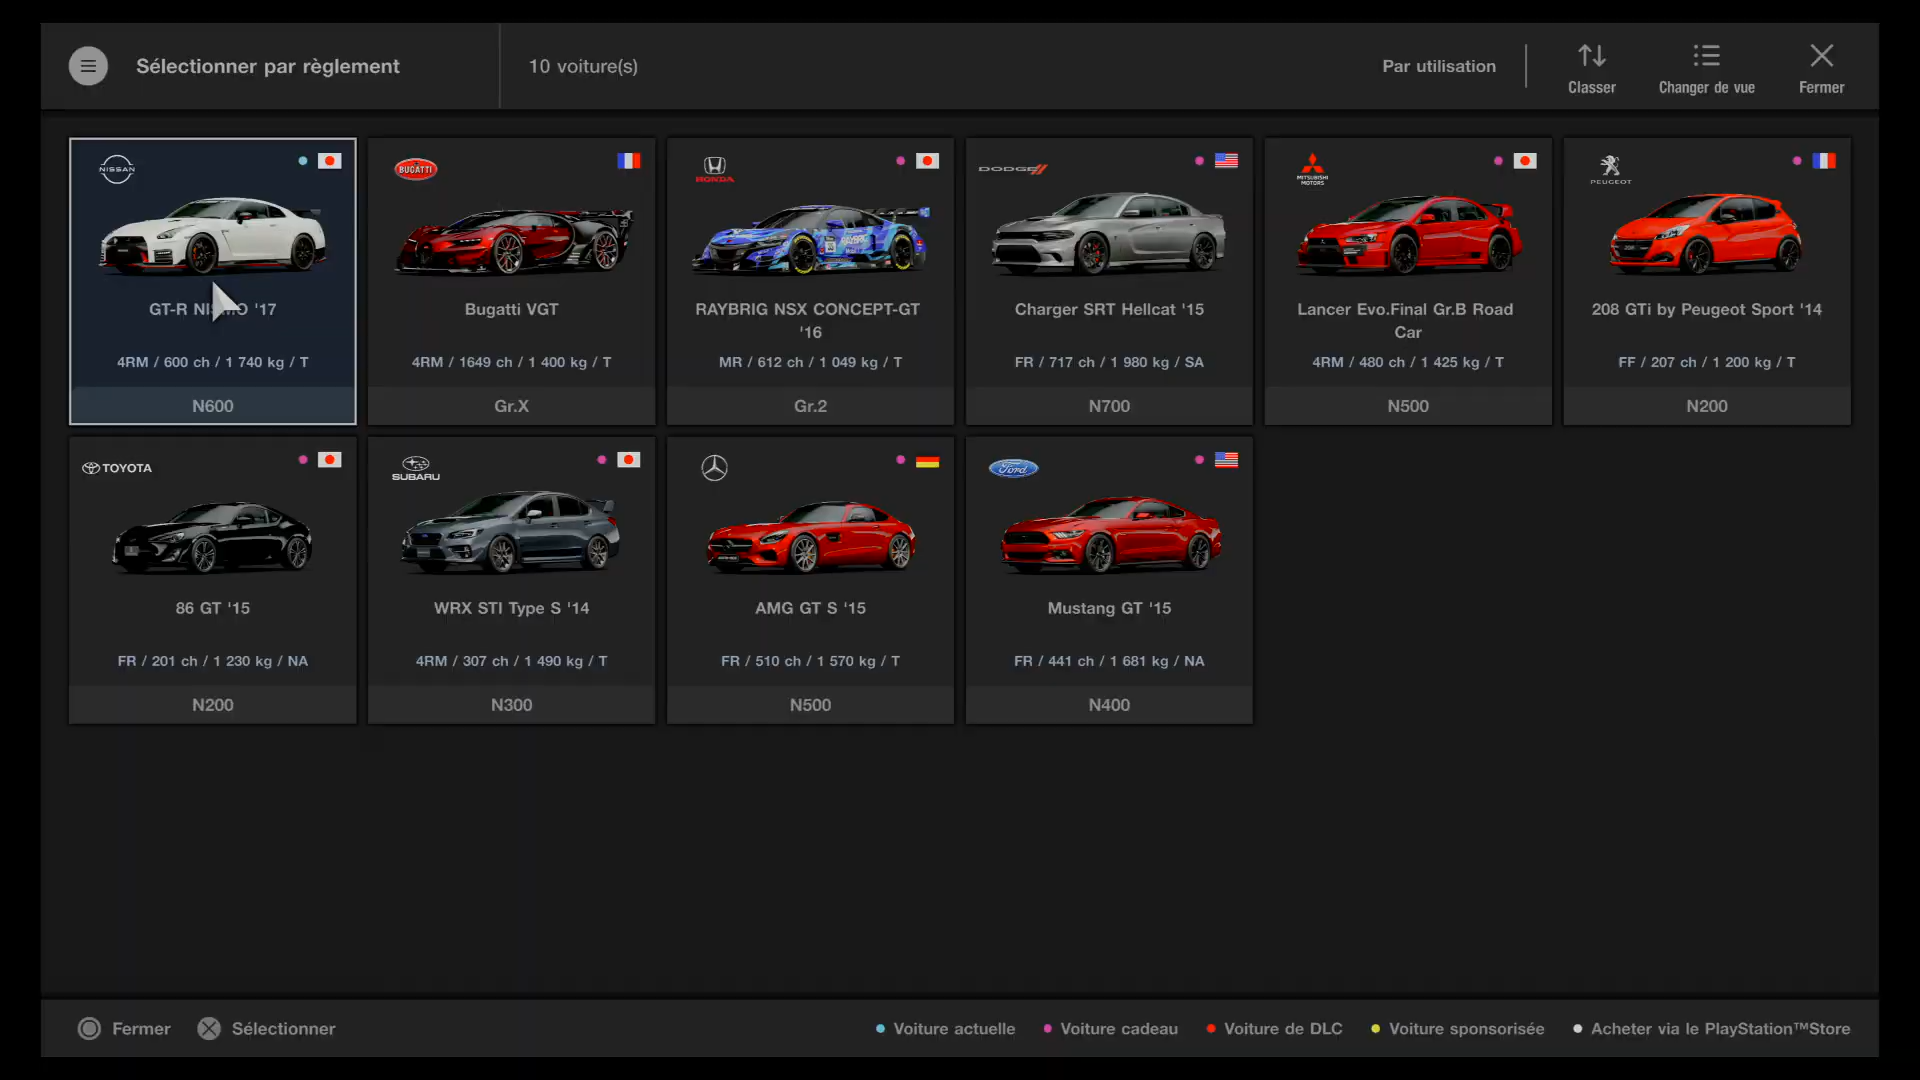 Sélectionner par règlement
10 voiture(s)
Par utilisation
Classer
Changer de vue
Fermer
NISSAN
GT-R NISMO '17
4RM / 600 ch / 1 740 kg / T
N600
BUGATTI
Bugatti VGT
4RM / 1649 ch / 1 400 kg / T
Gr.X
HONDA
RAYBRIG NSX CONCEPT-GT
'16
MR / 612 ch / 1 049 kg / T
Gr.2
DODGE
Charger SRT Hellcat '15
FR / 717 ch / 1 980 kg / SA
N700
MITSUBISHI
MOTORS
Lancer Evo.Final Gr.B Road
Car
4RM / 480 ch / 1 425 kg / T
N500
PEUGEOT
208 GTi by Peugeot Sport '14
FF / 207 ch / 1 200 kg / T
N200
TOYOTA
86 GT '15
FR / 201 ch / 1 230 kg / NA
N200
SUBARU
WRX STI Type S '14
4RM / 307 ch / 1 490 kg / T
N300
AMG GT S '15
FR / 510 ch / 1 570 kg / T
N500
Ford
Mustang GT '15
FR / 441 ch / 1 681 kg / NA
N400
Fermer
Sélectionner
Voiture actuelle
Voiture cadeau
Voiture de DLC
Voiture sponsorisée
Acheter via le PlayStation™Store